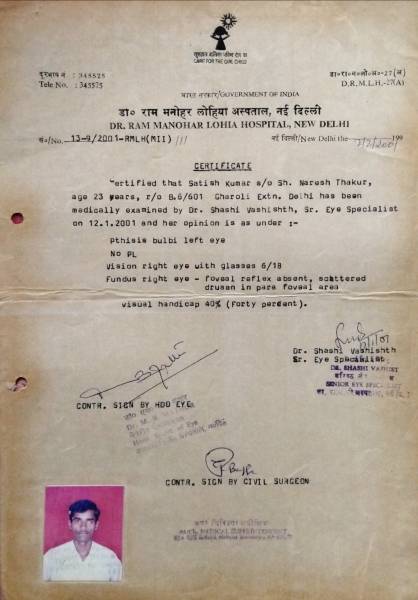 CARE FOR THE GIRL CHILD
दूरभाष नं : 345525
Tele No. : 345525
डा०रा०म०लो०अ०-27(अ)
D.R.M.L.H.-27(A)
भारत सरकार/GOVERNMENT OF INDIA
डा० राम मनोहर लोहिया अस्पताल, नई दिल्ली
DR. RAM MANOHAR LOHIA HOSPITAL, NEW DELHI
सं०/No. 13-9/2001-RMLH(MII)/
नई दिल्ली/New Delhi the 199
CERTIFICATE
Certified that Satish Kumar s/o Sh. Naresh Thakur,
age 23 years, r/o B.6/601 Gharoli Extn. Delhi has been
medically examined by Dr. Shashi Vashishth, Sr. Eye Specialist
on 12.1.2001 and her opinion is as under :-
Pthisis bulbi left eye
No PL
Vision right eye with glasses 6/18
Fundus right eye - foveal reflex absent, scattered
drusen in para foveal area
visual handicap 40% (Forty percent).
Dr. Shashi Vashishth
Sr. Eye Specialist
DR. SHASHI VASHIST
SENIOR EYE SPECIALIST
CONTR. SIGN BY HOD EYE
CONTR. SIGN BY CIVIL SURGEON